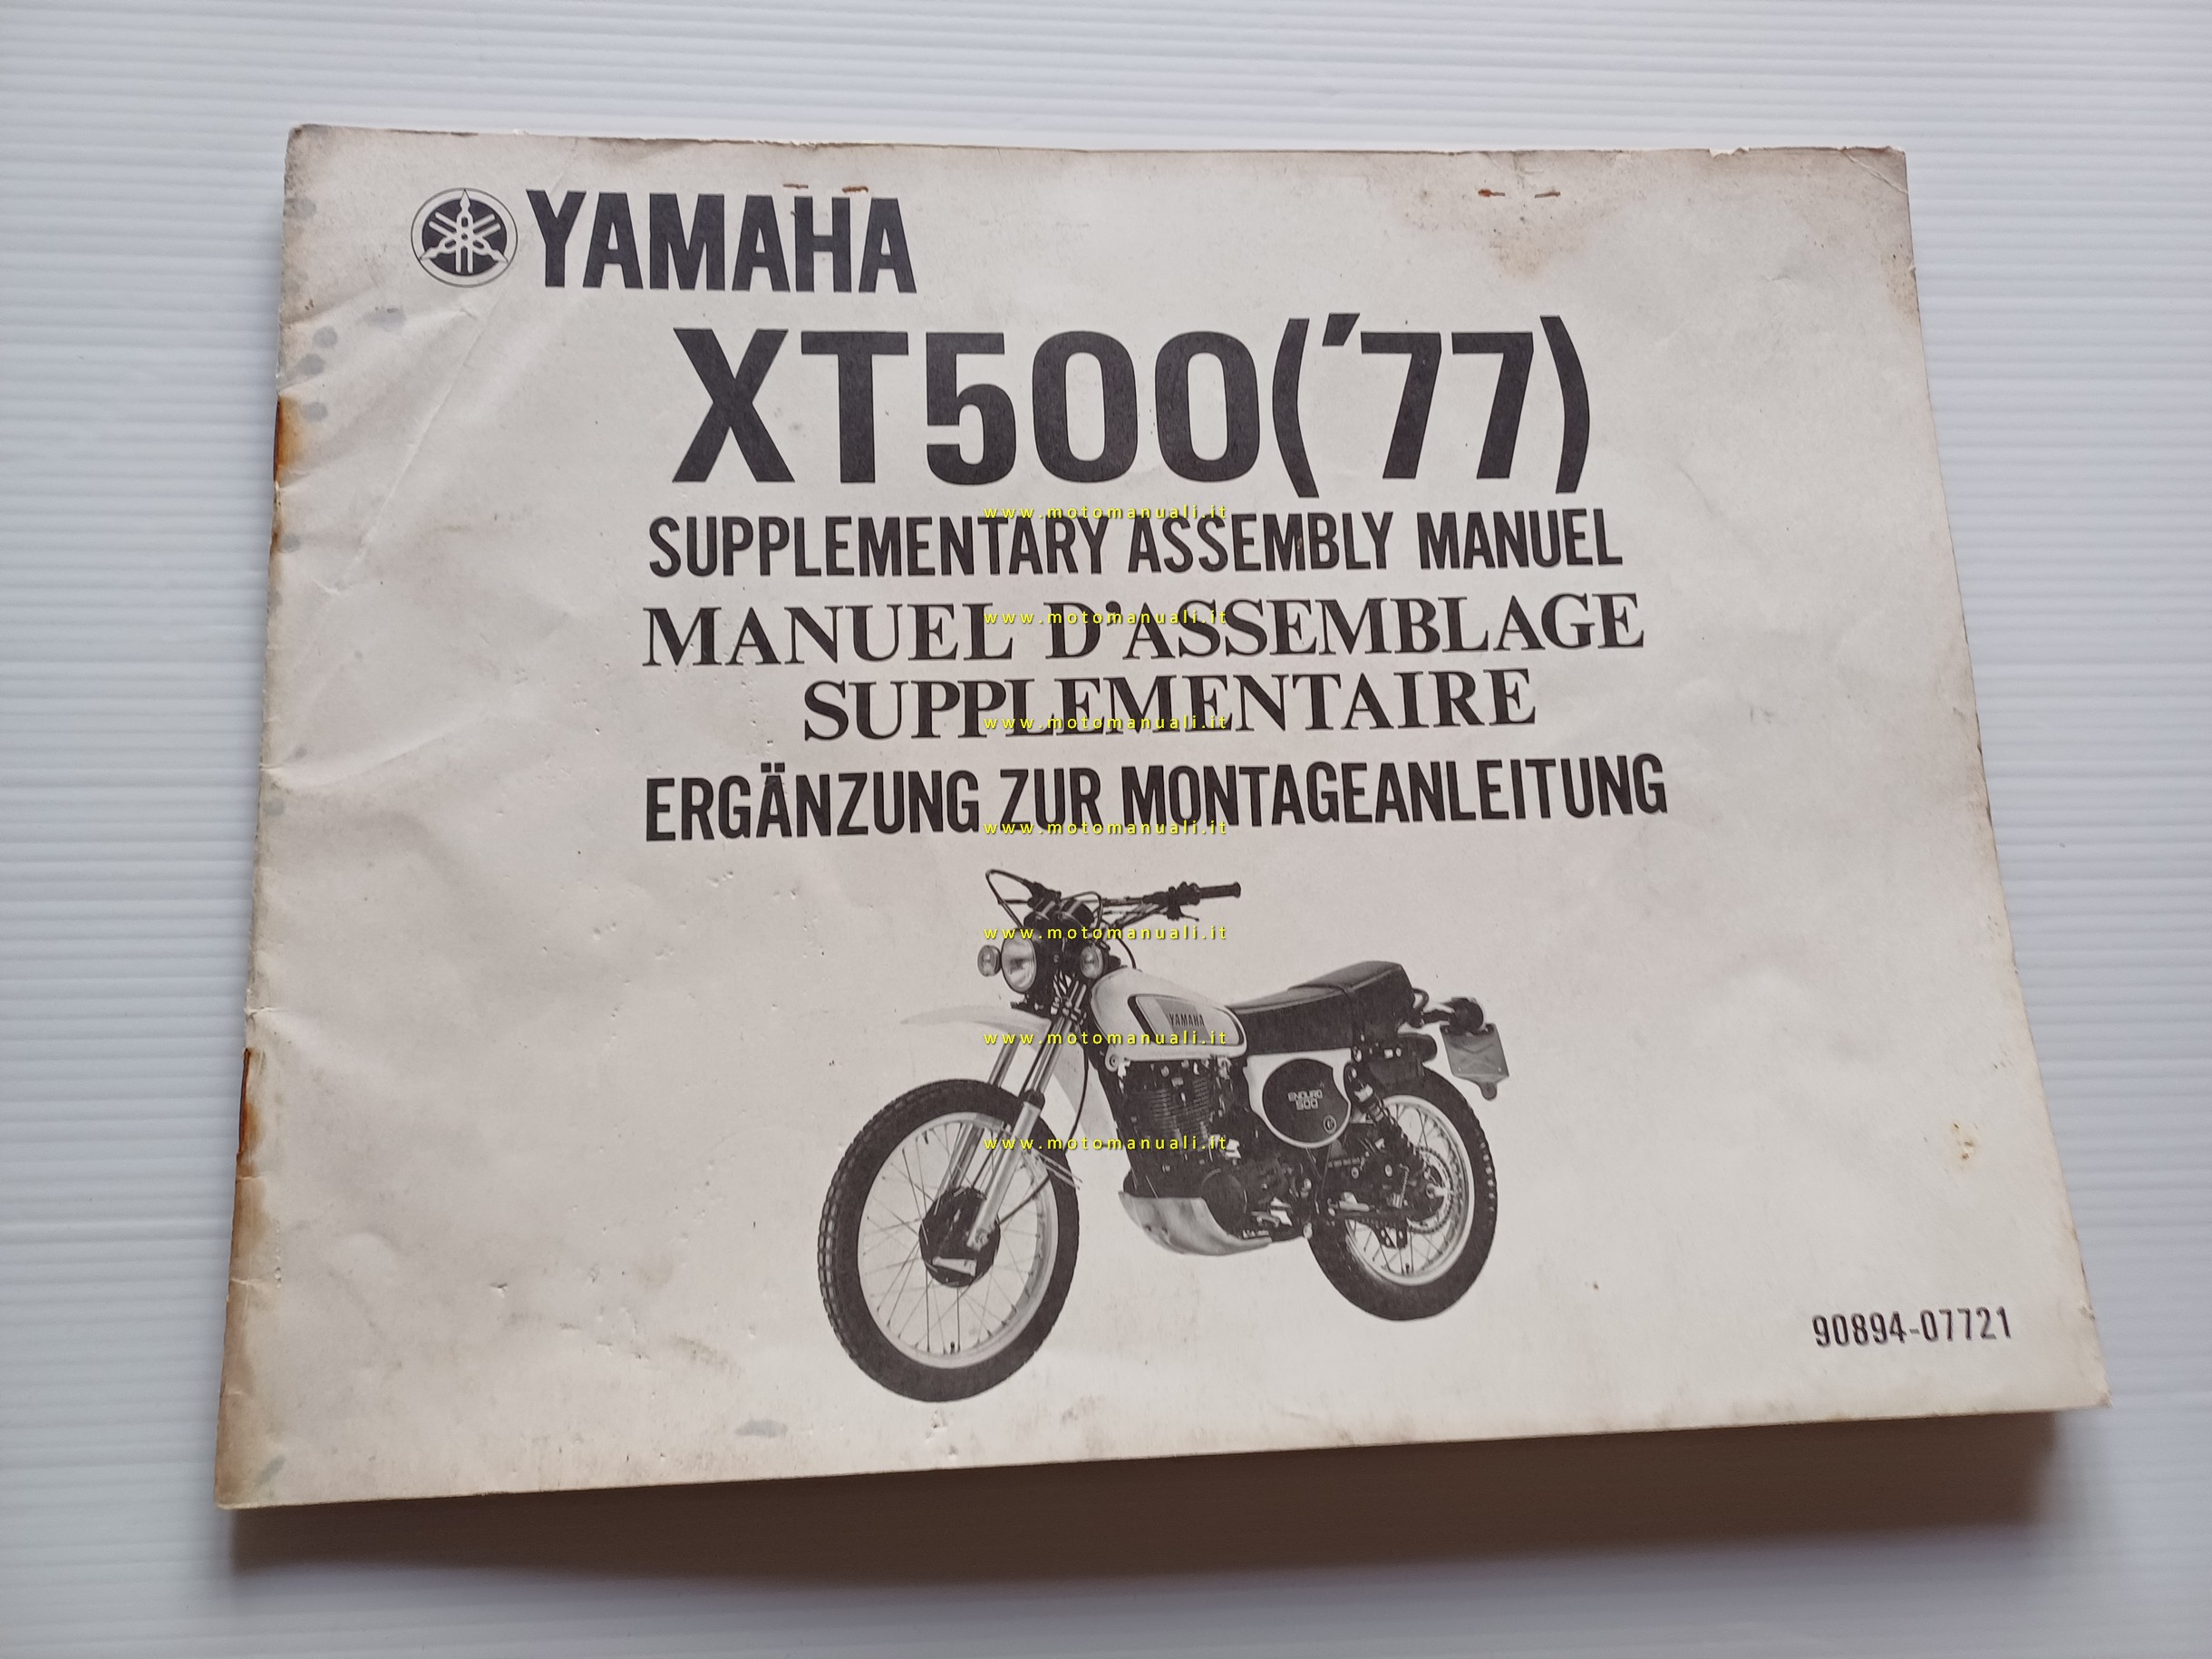 YAMAHA
XT500('77)
www.motomanuali.it
SUPPLEMENTARY ASSEMBLY MANUEL
www.motomanuali.it
MANUEL D'ASSEMBLAGE
SUPPLEMENTAIRE
www.motomanuali.it
ERGÄNZUNG ZUR MONTAGEANLEITUNG
www.motomanuali.it
www.motomanuali.it
YAMAHA
www.motomanuali.it
ENDURO
500
www.motomanuali.it
90894-07721